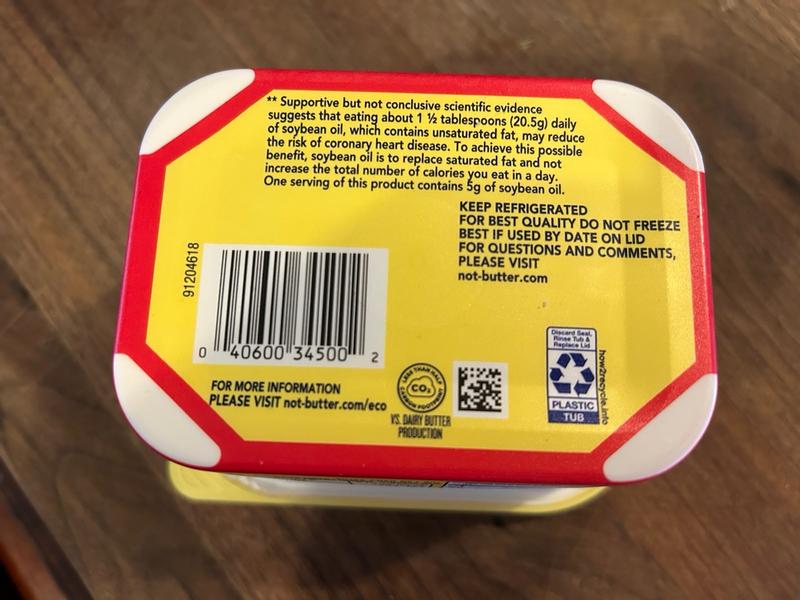 ** Supportive but not conclusive scientific evidence
suggests that eating about 1 ½ tablespoons (20.5g) daily
of soybean oil, which contains unsaturated fat, may reduce
the risk of coronary heart disease. To achieve this possible
benefit, soybean oil is to replace saturated fat and not
increase the total number of calories you eat in a day.
One serving of this product contains 5g of soybean oil.
KEEP REFRIGERATED
FOR BEST QUALITY DO NOT FREEZE
BEST IF USED BY DATE ON LID
FOR QUESTIONS AND COMMENTS,
PLEASE VISIT
not-butter.com
91204618
0 40600 34500 2
FOR MORE INFORMATION
PLEASE VISIT not-butter.com/eco
LESS THAN HALF
CO₂
CARBON FOOTPRINT
VS. DAIRY BUTTER
PRODUCTION
Discard Seal,
Rinse Tub &
Replace Lid
PLASTIC
TUB
how2recycle.info